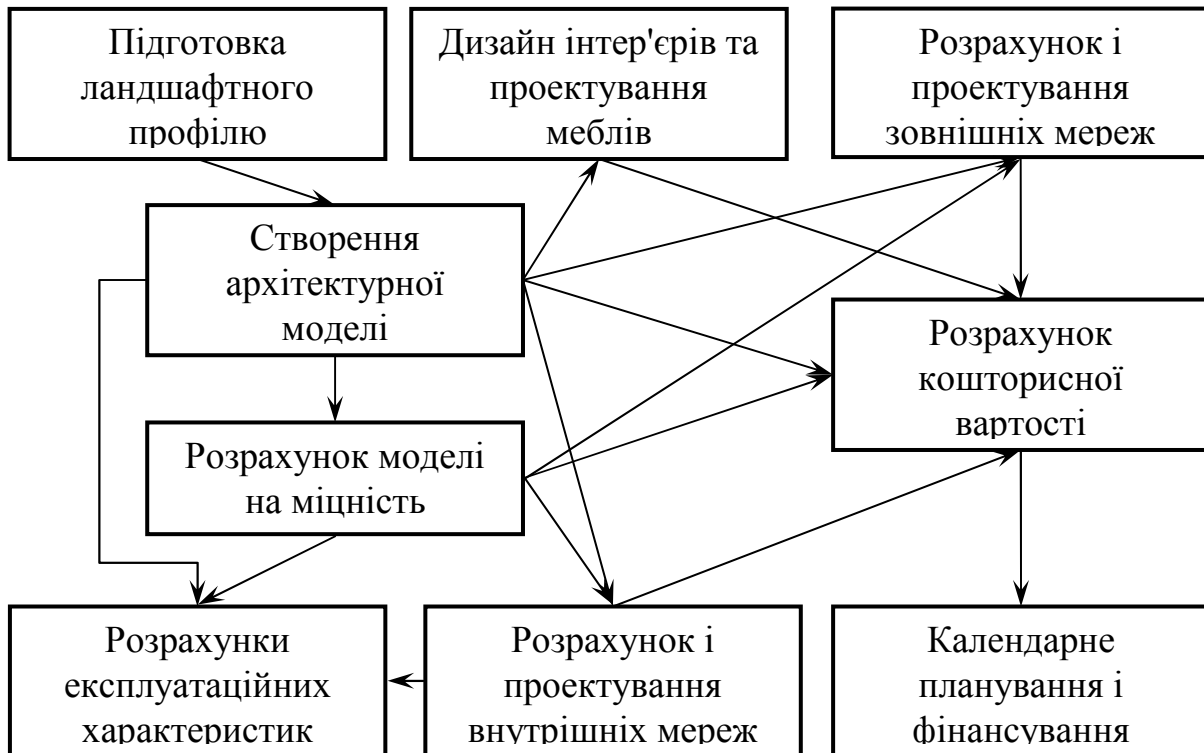 Підготовка
ландшафтного
профілю
Дизайн інтер'єрів та
проектування
меблів
Розрахунок і
проектування
зовнішніх мереж
Створення
архітектурної
моделі
Розрахунок
кошторисної
вартості
Розрахунок моделі
на міцність
Розрахунки
експлуатаційних
характеристик
Розрахунок і
проектування
внутрішніх мереж
Календарне
планування і
фінансування